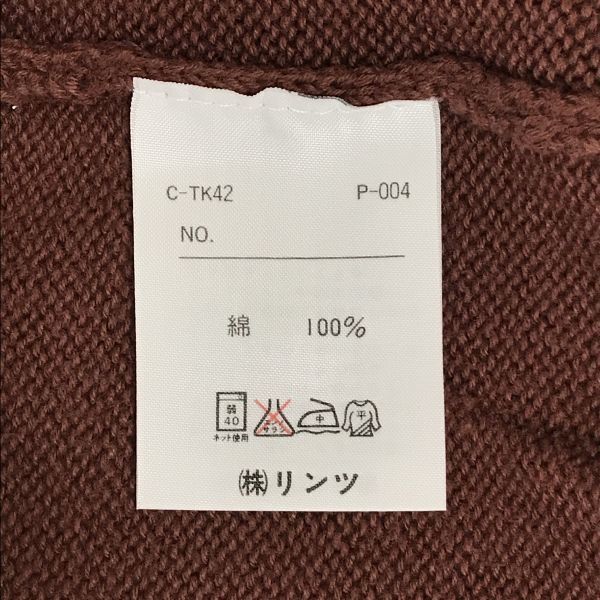 C-TK42 P-004
NO.
綿 100%
弱 40 エンソ サラシ 中 平
ネット使用
㈱リンツ